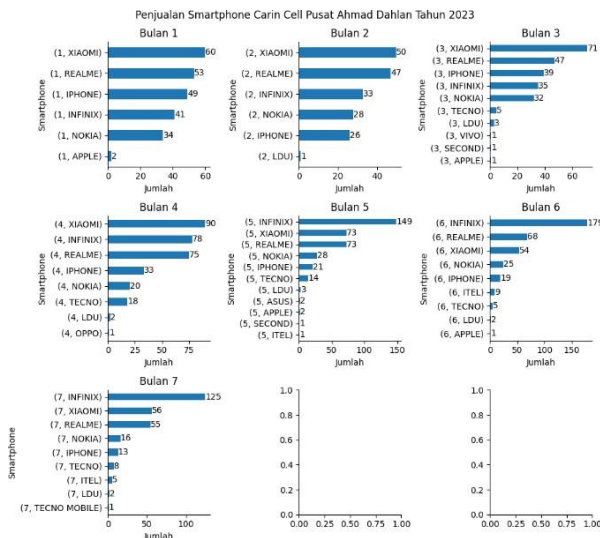 Penjualan Smartphone Carin Cell Pusat Ahmad Dahlan Tahun 2023
Bulan 1
Smartphone
(1, XIAOMI) 60
(1, REALME) 53
(1, IPHONE) 49
(1, INFINIX) 41
(1, NOKIA) 34
(1, APPLE) 2
0 20 40 60
Jumlah
Bulan 2
Smartphone
(2, XIAOMI) 50
(2, REALME) 47
(2, INFINIX) 33
(2, NOKIA) 28
(2, IPHONE) 26
(2, LDU) 1
0 20 40
Jumlah
Bulan 3
Smartphone
(3, XIAOMI) 71
(3, REALME) 47
(3, IPHONE) 39
(3, INFINIX) 35
(3, NOKIA) 32
(3, TECNO) 5
(3, LDU) 3
(3, VIVO) 1
(3, SECOND) 1
(3, APPLE) 1
0 20 40 60
Jumlah
Bulan 4
Smartphone
(4, XIAOMI) 90
(4, INFINIX) 78
(4, REALME) 75
(4, IPHONE) 33
(4, NOKIA) 20
(4, TECNO) 18
(4, LDU) 2
(4, OPPO) 1
0 25 50 75
Jumlah
Bulan 5
Smartphone
(5, INFINIX) 149
(5, XIAOMI) 73
(5, REALME) 73
(5, NOKIA) 28
(5, IPHONE) 21
(5, TECNO) 14
(5, LDU) 3
(5, ASUS) 2
(5, APPLE) 2
(5, SECOND) 1
(5, ITEL) 1
0 50 100 150
Jumlah
Bulan 6
Smartphone
(6, INFINIX) 179
(6, REALME) 68
(6, XIAOMI) 54
(6, NOKIA) 25
(6, IPHONE) 19
(6, ITEL) 9
(6, TECNO) 5
(6, LDU) 2
(6, APPLE) 1
0 50 100 150
Jumlah
Bulan 7
Smartphone
(7, INFINIX) 125
(7, XIAOMI) 56
(7, REALME) 55
(7, NOKIA) 16
(7, IPHONE) 13
(7, TECNO) 8
(7, ITEL) 5
(7, LDU) 2
(7, TECNO MOBILE) 1
0 50 100
Jumlah
1.0
0.8
0.6
0.4
0.2
0.0
0.00 0.25 0.50 0.75 1.00
1.0
0.8
0.6
0.4
0.2
0.0
0.00 0.25 0.50 0.75 1.00